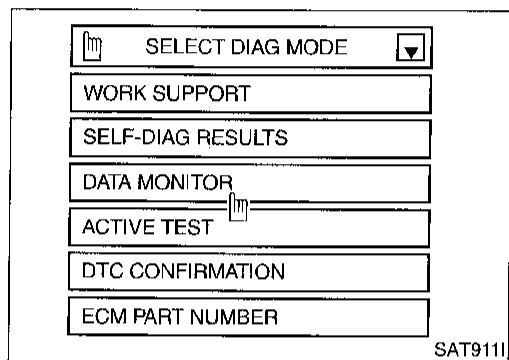 SELECT DIAG MODE
WORK SUPPORT
SELF-DIAG RESULTS
DATA MONITOR
ACTIVE TEST
DTC CONFIRMATION
ECM PART NUMBER
SAT911I